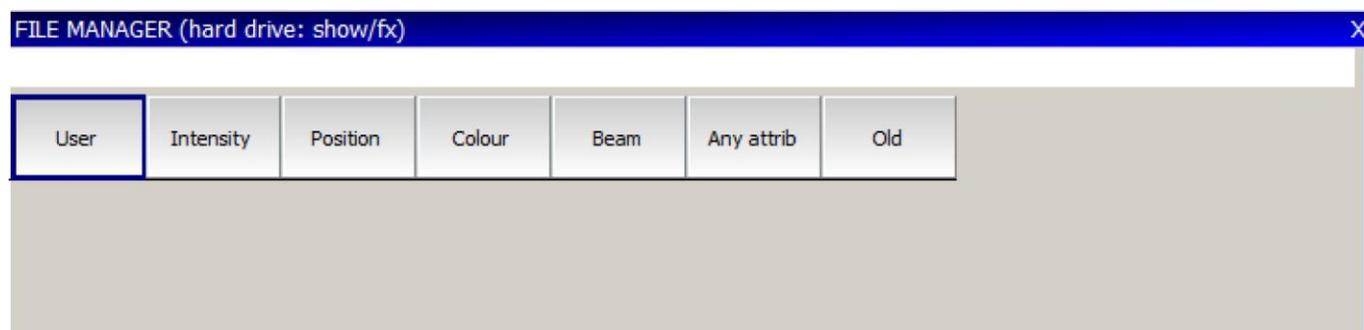 FILE MANAGER (hard drive: show/fx) X
User Intensity Position Colour Beam Any attrib Old